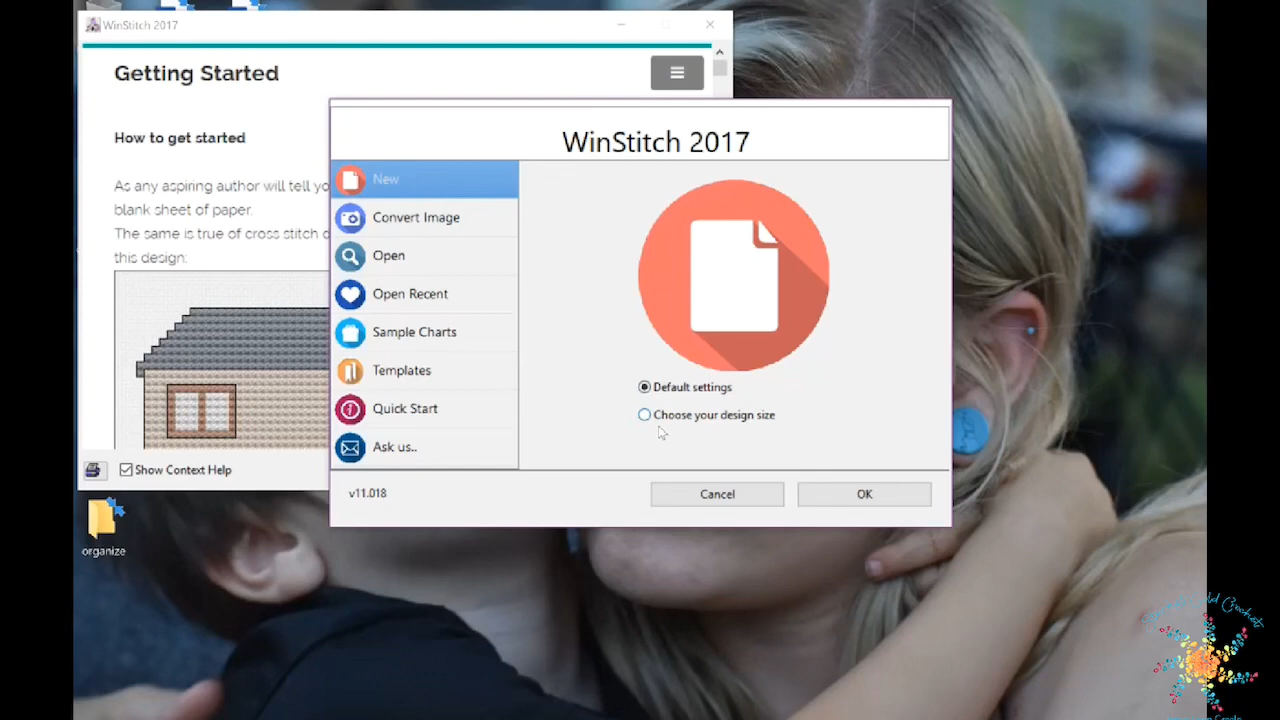 WinStitch 2017
Getting Started
How to get started
As any aspiring author will tell yo
blank sheet of paper.
The same is true of cross stitch
this design:
Show Context Help
organize
WinStitch 2017
New
Convert Image
Open
Open Recent
Sample Charts
Templates
Quick Start
Ask us..
Default settings
Choose your design size
v11.018
Cancel
OK